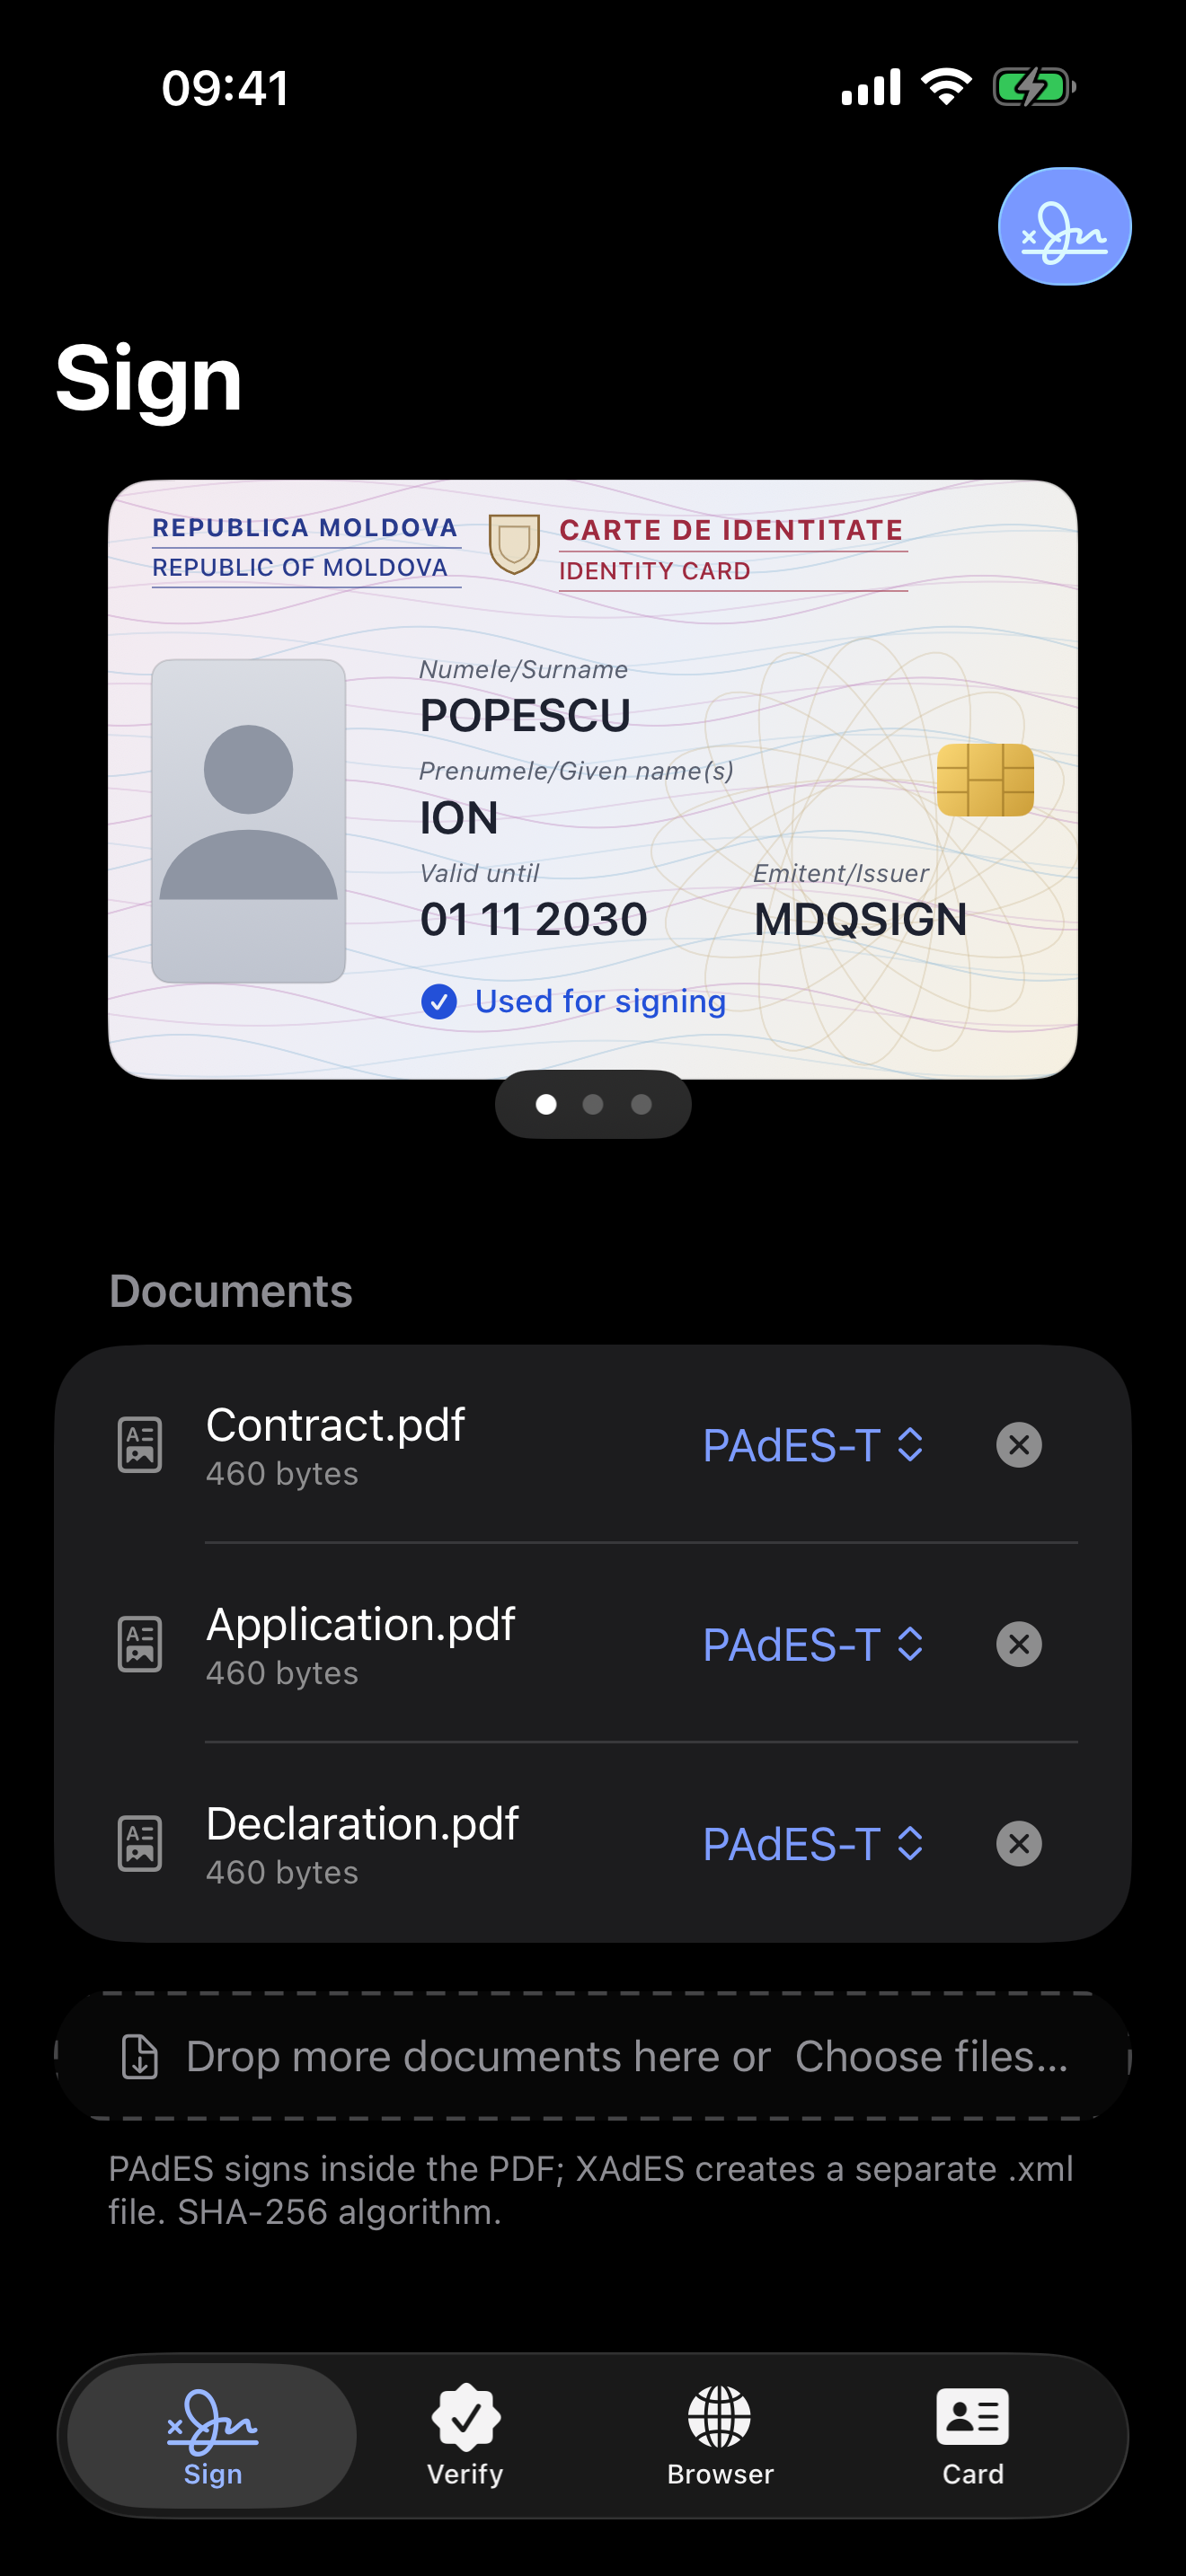 09:41
Sign
REPUBLICA MOLDOVA
REPUBLIC OF MOLDOVA
CARTE DE IDENTITATE
IDENTITY CARD
Numele/Surname
POPESCU
Prenumele/Given name(s)
ION
Valid until
01 11 2030
Emitent/Issuer
MDQSIGN
Used for signing
Documents
Contract.pdf
460 bytes
PAdES-T
Application.pdf
460 bytes
PAdES-T
Declaration.pdf
460 bytes
PAdES-T
Drop more documents here or Choose files...
PAdES signs inside the PDF; XAdES creates a separate .xml
file. SHA-256 algorithm.
Sign
Verify
Browser
Card